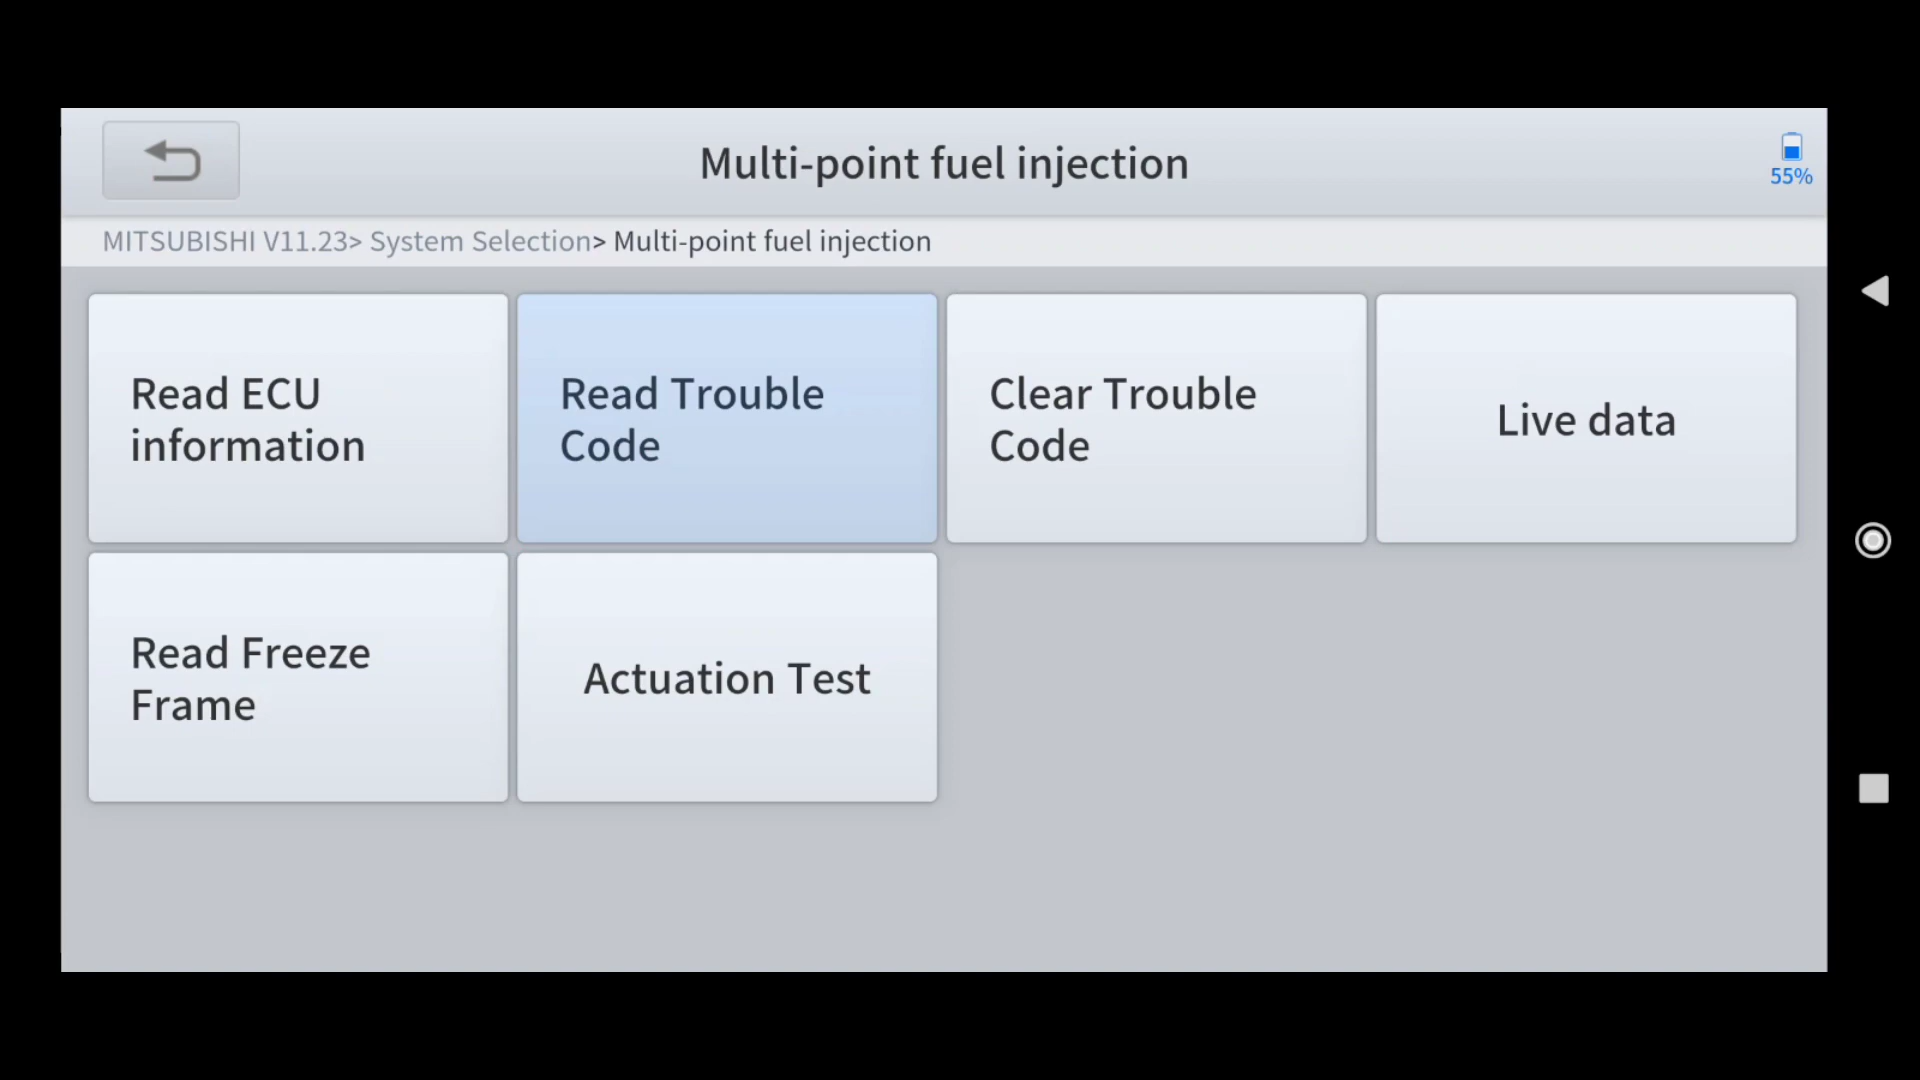 Multi-point fuel injection
55%
MITSUBISHI V11.23> System Selection> Multi-point fuel injection
Read ECU
information
Read Trouble
Code
Clear Trouble
Code
Live data
Read Freeze
Frame
Actuation Test